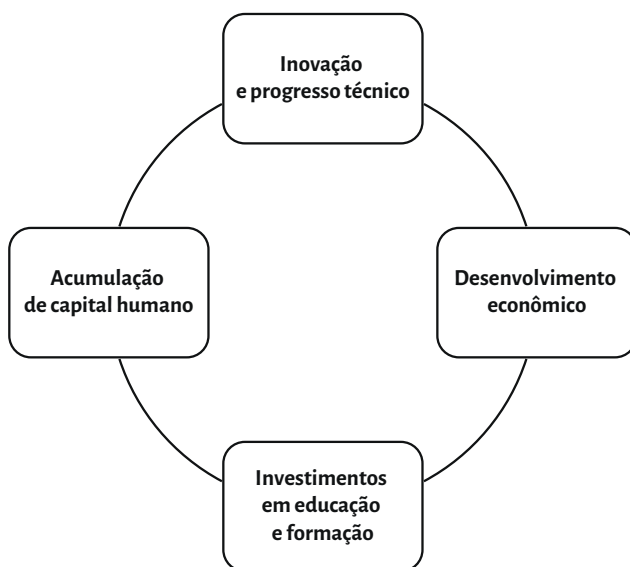 Inovação
e progresso técnico
Acumulação
de capital humano
Desenvolvimento
econômico
Investimentos
em educação
e formação